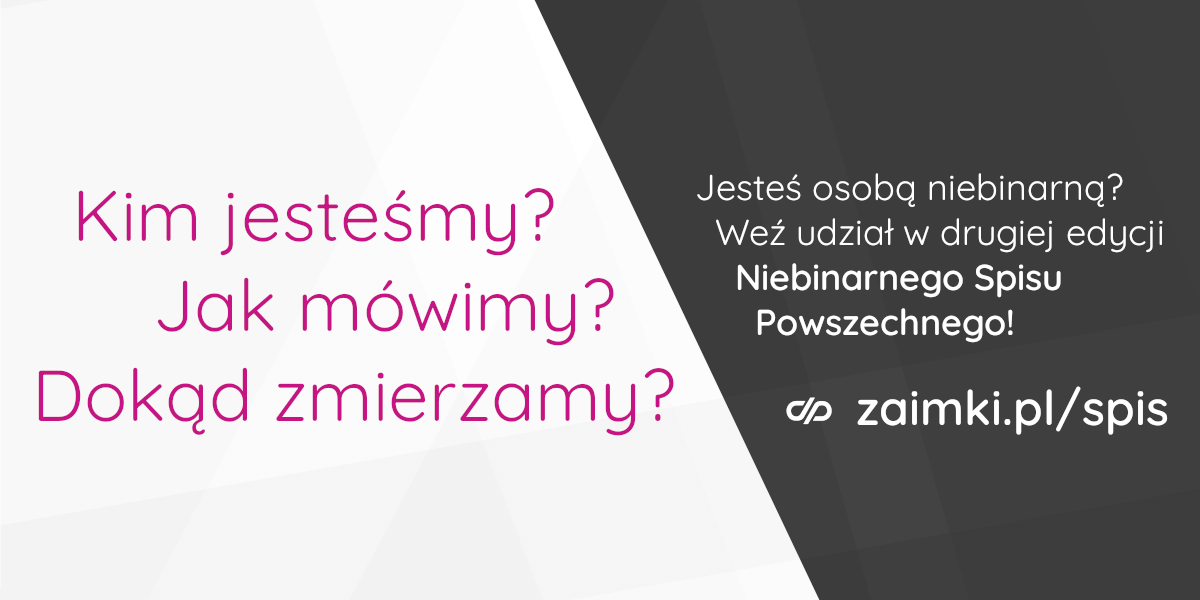 Kim jesteśmy?
Jak mówimy?
Dokąd zmierzamy?
Jesteś osobą niebinarną?
Weź udział w drugiej edycji
Niebinarnego Spisu
Powszechnego!
zaimki.pl/spis